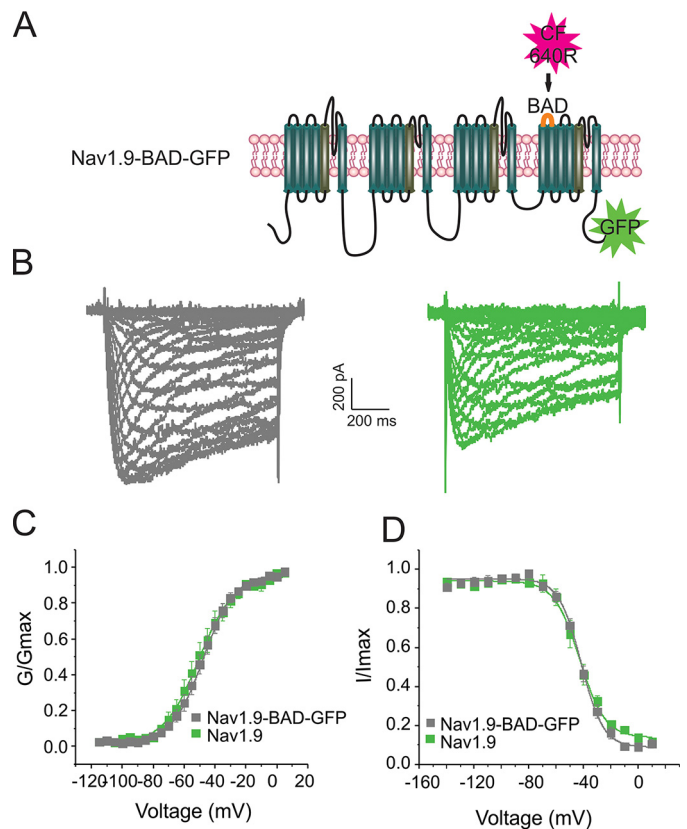 A
CF
640R
BAD
Nav1.9-BAD-GFP
GFP
B
200 pA
200 ms
C
1.0
0.8
0.6
0.4
0.2
0.0
G/Gmax
Nav1.9-BAD-GFP
Nav1.9
-120 -100 -80 -60 -40 -20 0 20
Voltage (mV)
D
1.0
0.8
0.6
0.4
0.2
0.0
I/Imax
Nav1.9-BAD-GFP
Nav1.9
-160 -120 -80 -40 0
Voltage (mV)